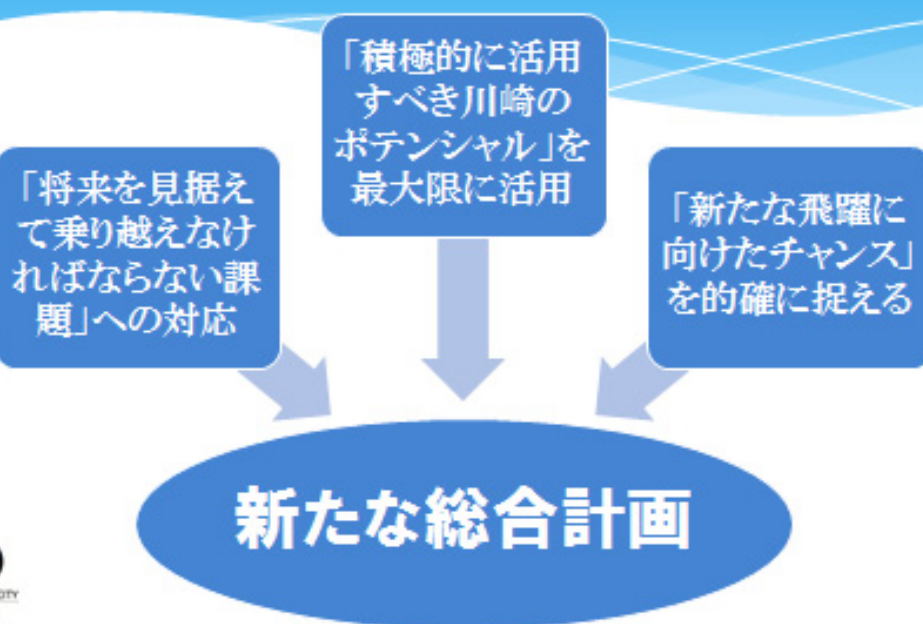 「将来を見据え
て乗り越えなけ
ればならない課
題」への対応
「積極的に活用
すべき川崎の
ポテンシャル」を
最大限に活用
「新たな飛躍に
向けたチャンス」
を的確に捉える
新たな総合計画